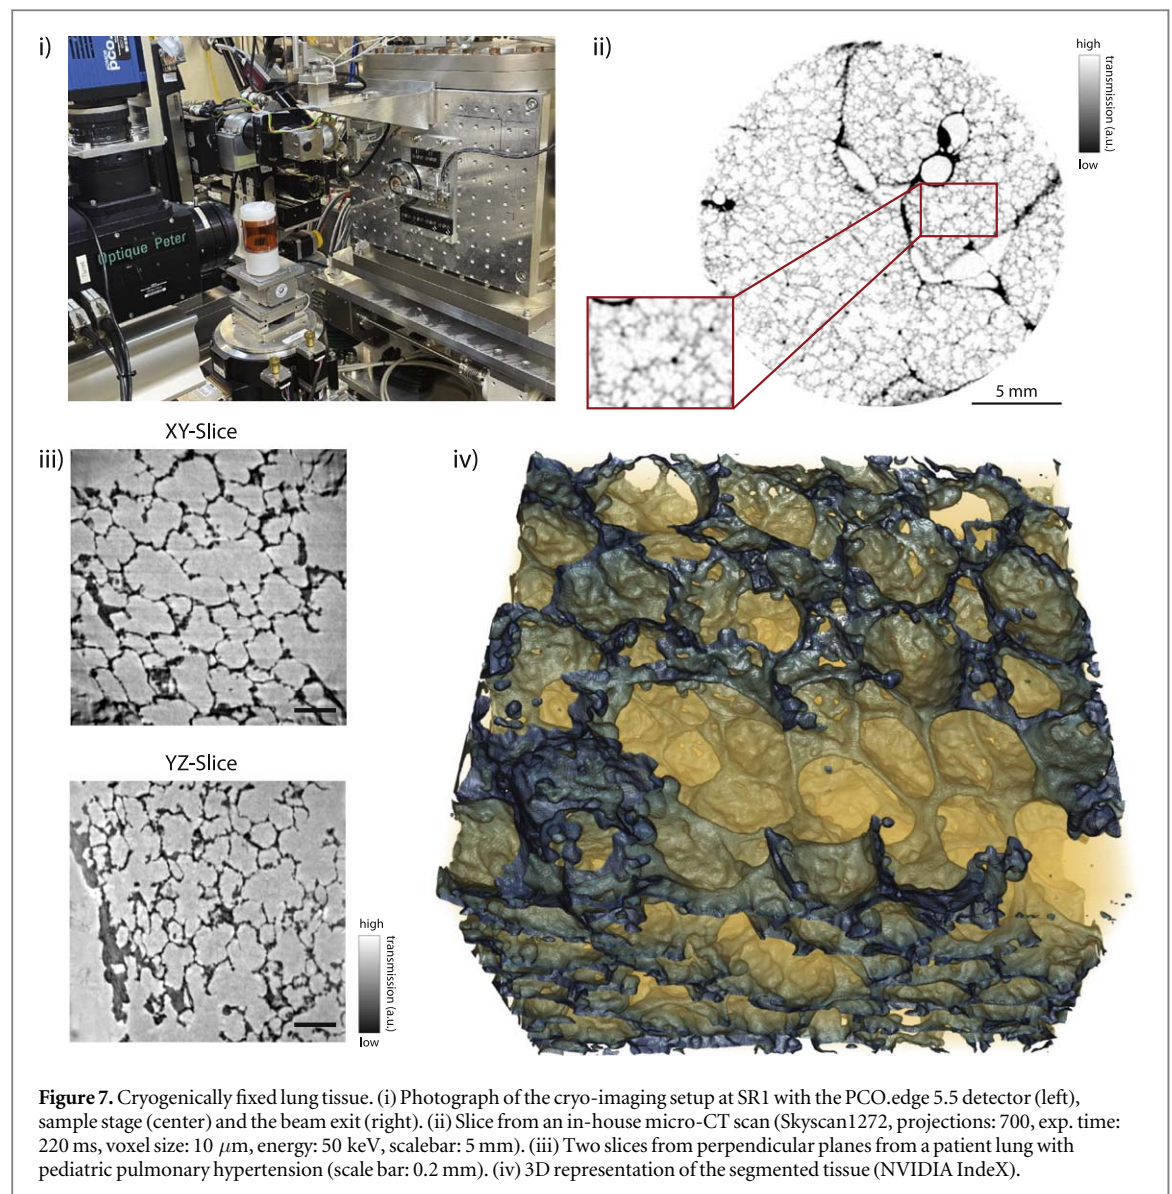 i)
pco.
Optique Peter
ii)
high
transmission (a.u.)
low
5 mm
iii)
XY-Slice
YZ-Slice
high
transmission (a.u.)
low
iv)
Figure 7. Cryogenically fixed lung tissue. (i) Photograph of the cryo-imaging setup at SR1 with the PCO.edge 5.5 detector (left),
sample stage (center) and the beam exit (right). (ii) Slice from an in-house micro-CT scan (Skyscan1272, projections: 700, exp. time:
220 ms, voxel size: 10 μm, energy: 50 keV, scalebar: 5 mm). (iii) Two slices from perpendicular planes from a patient lung with
pediatric pulmonary hypertension (scale bar: 0.2 mm). (iv) 3D representation of the segmented tissue (NVIDIA IndeX).